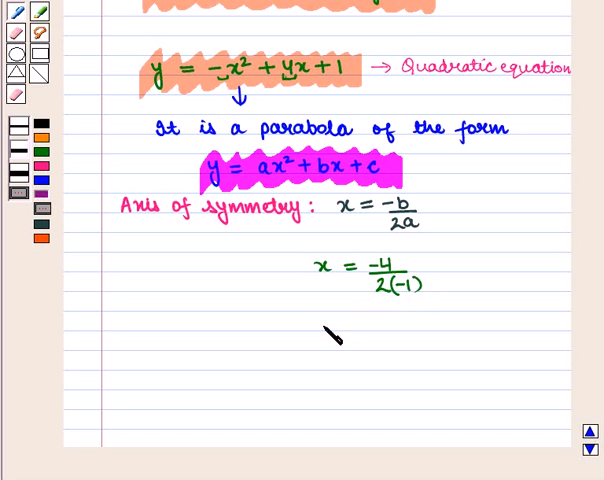 y = -x² + 4x + 1 → Quadratic equation
It is a parabola of the form
y = ax² + bx + c
Axis of symmetry: x = -b/2a
x = -4/2(-1)